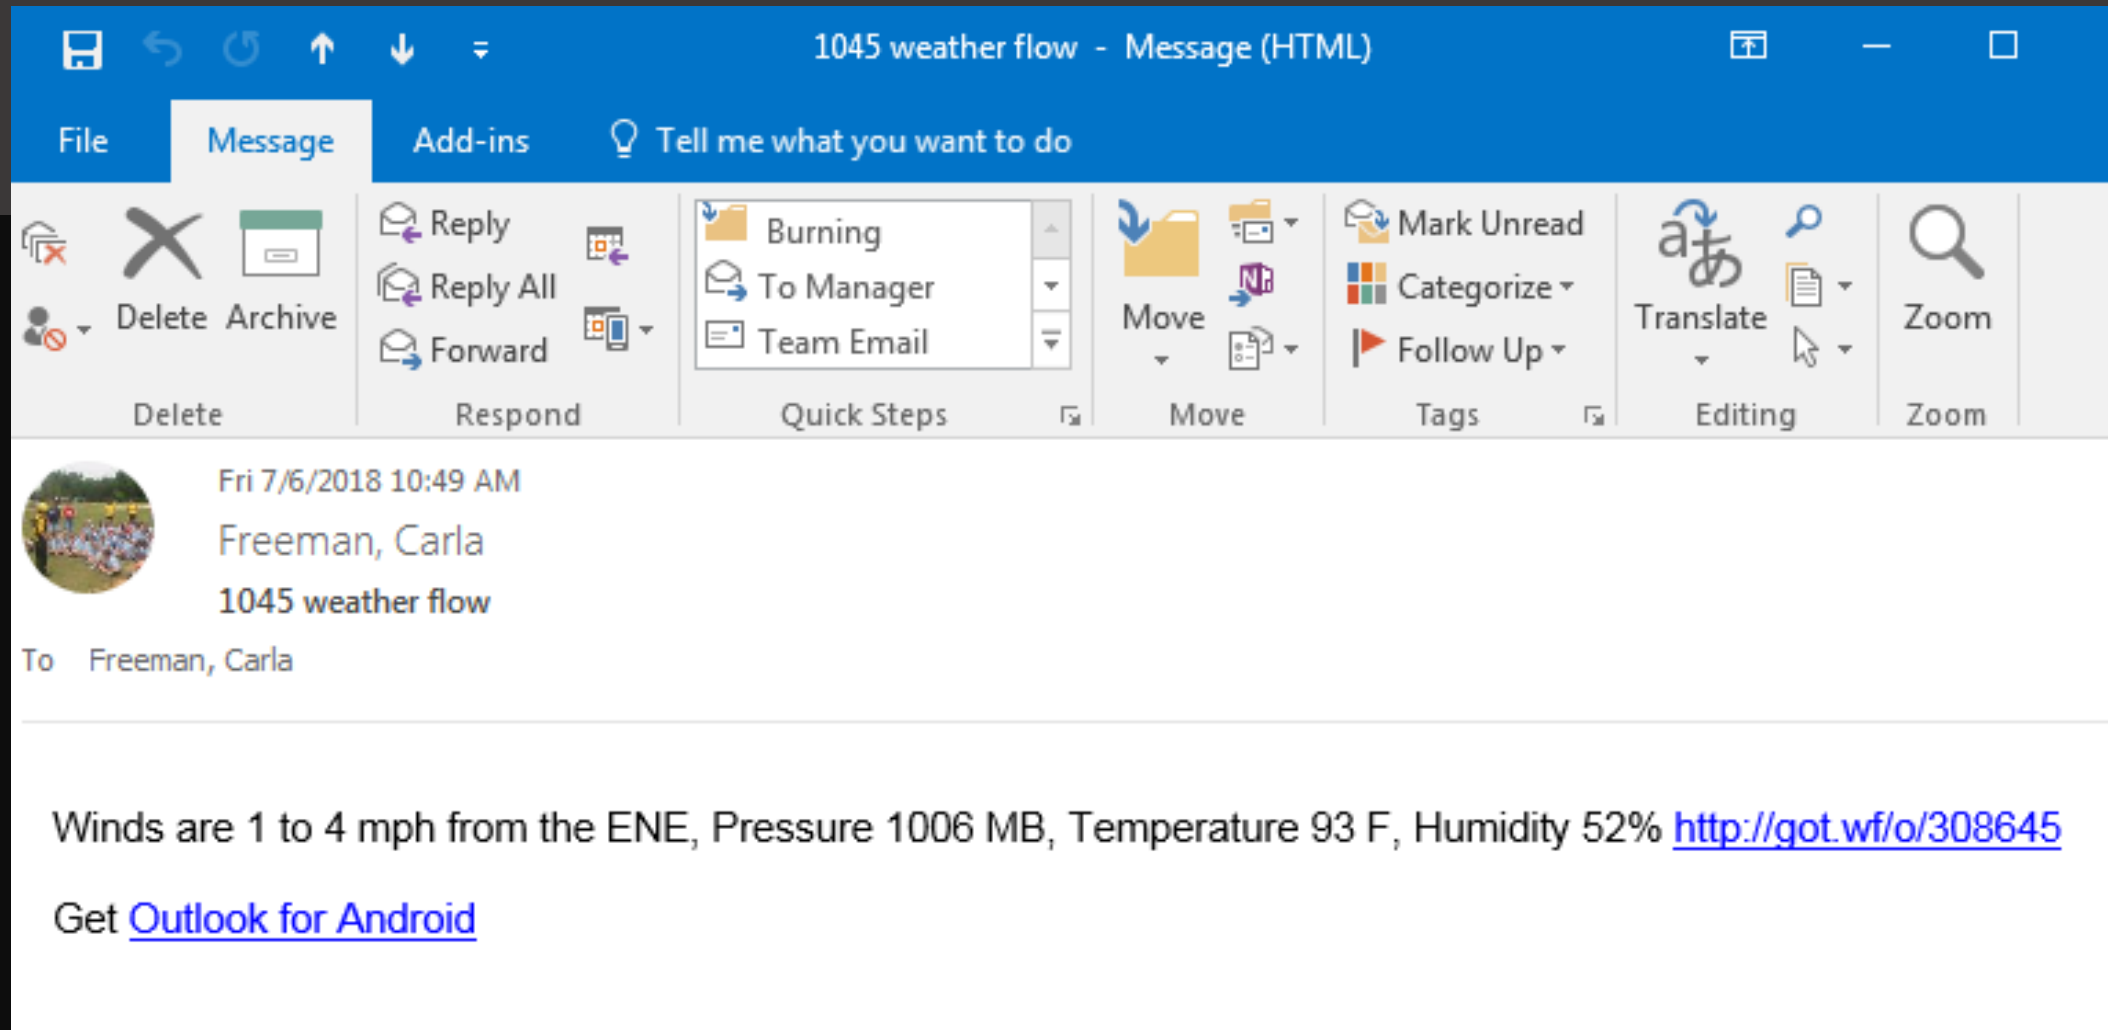 1045 weather flow - Message (HTML)
File Message Add-ins Tell me what you want to do
Delete Archive
Reply
Reply All
Forward
Burning
To Manager
Team Email
Move
Mark Unread
Categorize
Follow Up
Translate
Zoom
Delete Respond Quick Steps Move Tags Editing Zoom
Fri 7/6/2018 10:49 AM
Freeman, Carla
1045 weather flow
To Freeman, Carla
Winds are 1 to 4 mph from the ENE, Pressure 1006 MB, Temperature 93 F, Humidity 52% http://got.wf/o/308645
Get Outlook for Android